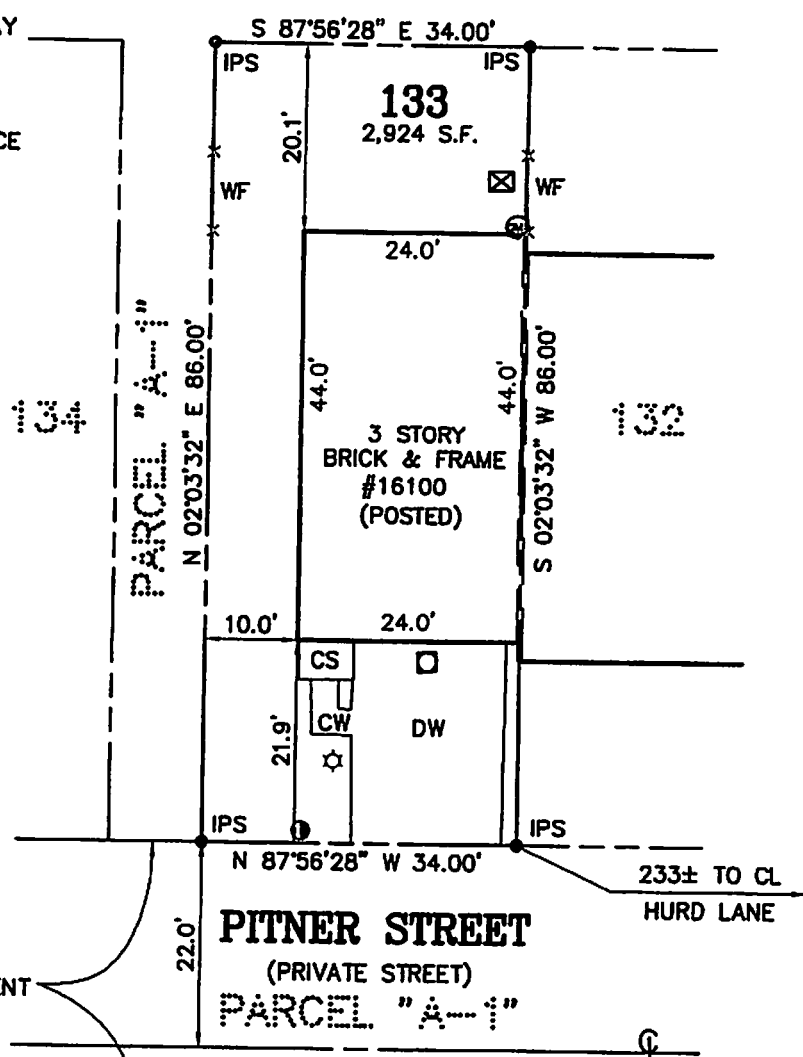 AY
S 87°56'28" E 34.00'
IPS
IPS
CE
133
2,924 S.F.
20.1'
WF
WF
24.0'
PARCEL "A-1"
N 02°03'32" E 86.00'
44.0'
44.0'
S 02°03'32" W 86.00'
134
132
3 STORY
BRICK & FRAME
#16100
(POSTED)
10.0'
24.0'
CS
CW
DW
21.9'
IPS
IPS
N 87°56'28" W 34.00'
233± TO CL
HURD LANE
22.0'
PITNER STREET
(PRIVATE STREET)
PARCEL "A-1"
ENT